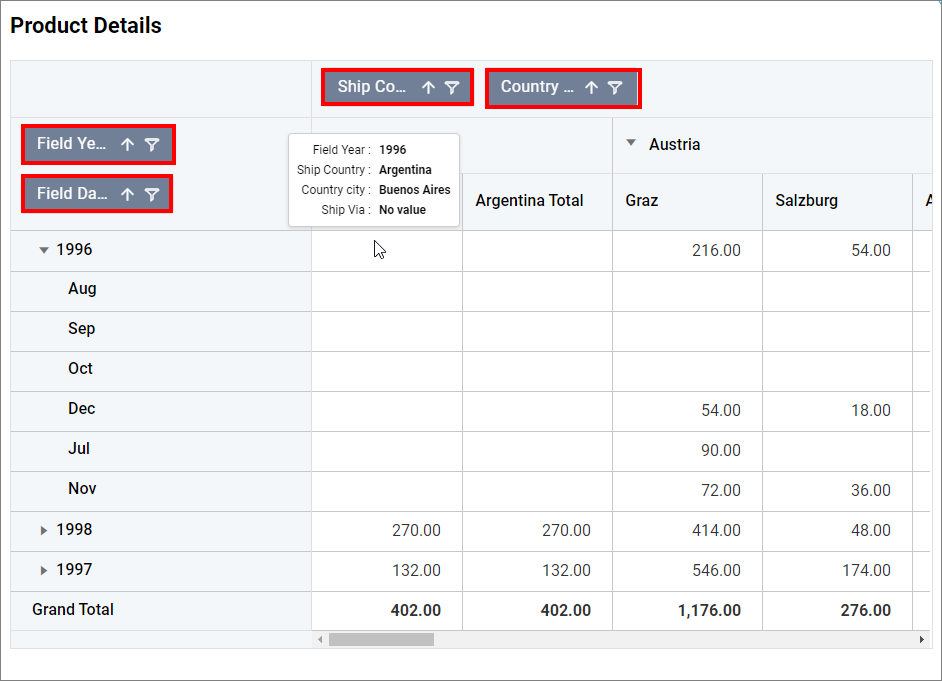 Product Details
Ship Co... Country ...
Field Ye...
Field Da...
Field Year : 1996
Ship Country : Argentina
Country city : Buenos Aires
Ship Via : No value
Austria
Argentina Total Graz Salzburg
1996 216.00 54.00
Aug
Sep
Oct
Dec 54.00 18.00
Jul 90.00
Nov 72.00 36.00
1998 270.00 270.00 414.00 48.00
1997 132.00 132.00 546.00 174.00
Grand Total 402.00 402.00 1,176.00 276.00